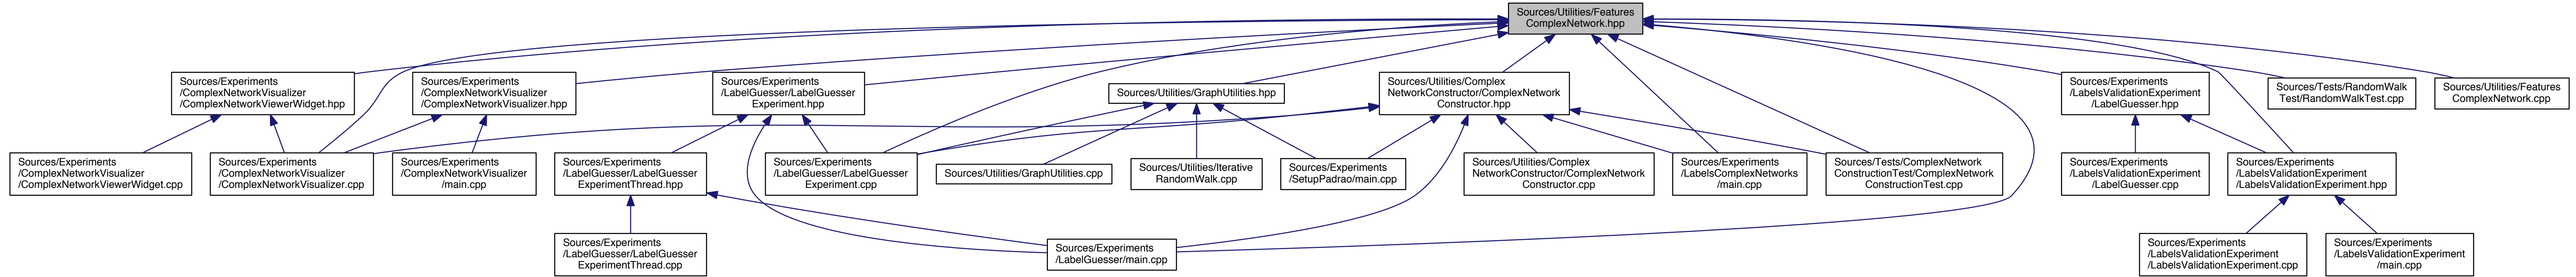 Sources/Utilities/Features
ComplexNetwork.hpp
Sources/Experiments
/ComplexNetworkVisualizer
/ComplexNetworkViewerWidget.hpp
Sources/Experiments
/ComplexNetworkVisualizer
/ComplexNetworkVisualizer.hpp
Sources/Experiments
/LabelGuesser/LabelGuesser
Experiment.hpp
Sources/Utilities/GraphUtilities.hpp
Sources/Utilities/Complex
NetworkConstructor/ComplexNetwork
Constructor.hpp
Sources/Experiments
/LabelsValidationExperiment
/LabelGuesser.hpp
Sources/Tests/RandomWalk
Test/RandomWalkTest.cpp
Sources/Utilities/Features
ComplexNetwork.cpp
Sources/Experiments
/ComplexNetworkVisualizer
/ComplexNetworkViewerWidget.cpp
Sources/Experiments
/ComplexNetworkVisualizer
/ComplexNetworkVisualizer.cpp
Sources/Experiments
/ComplexNetworkVisualizer
/main.cpp
Sources/Experiments
/LabelGuesser/LabelGuesser
ExperimentThread.hpp
Sources/Experiments
/LabelGuesser/LabelGuesser
Experiment.cpp
Sources/Utilities/GraphUtilities.cpp
Sources/Utilities/Iterative
RandomWalk.cpp
Sources/Experiments
/SetupPadrao/main.cpp
Sources/Utilities/Complex
NetworkConstructor/ComplexNetwork
Constructor.cpp
Sources/Experiments
/LabelsComplexNetworks
/main.cpp
Sources/Tests/ComplexNetwork
ConstructionTest/ComplexNetwork
ConstructionTest.cpp
Sources/Experiments
/LabelsValidationExperiment
/LabelGuesser.cpp
Sources/Experiments
/LabelsValidationExperiment
/LabelsValidationExperiment.hpp
Sources/Experiments
/LabelGuesser/LabelGuesser
ExperimentThread.cpp
Sources/Experiments
/LabelGuesser/main.cpp
Sources/Experiments
/LabelsValidationExperiment
/LabelsValidationExperiment.cpp
Sources/Experiments
/LabelsValidationExperiment
/main.cpp